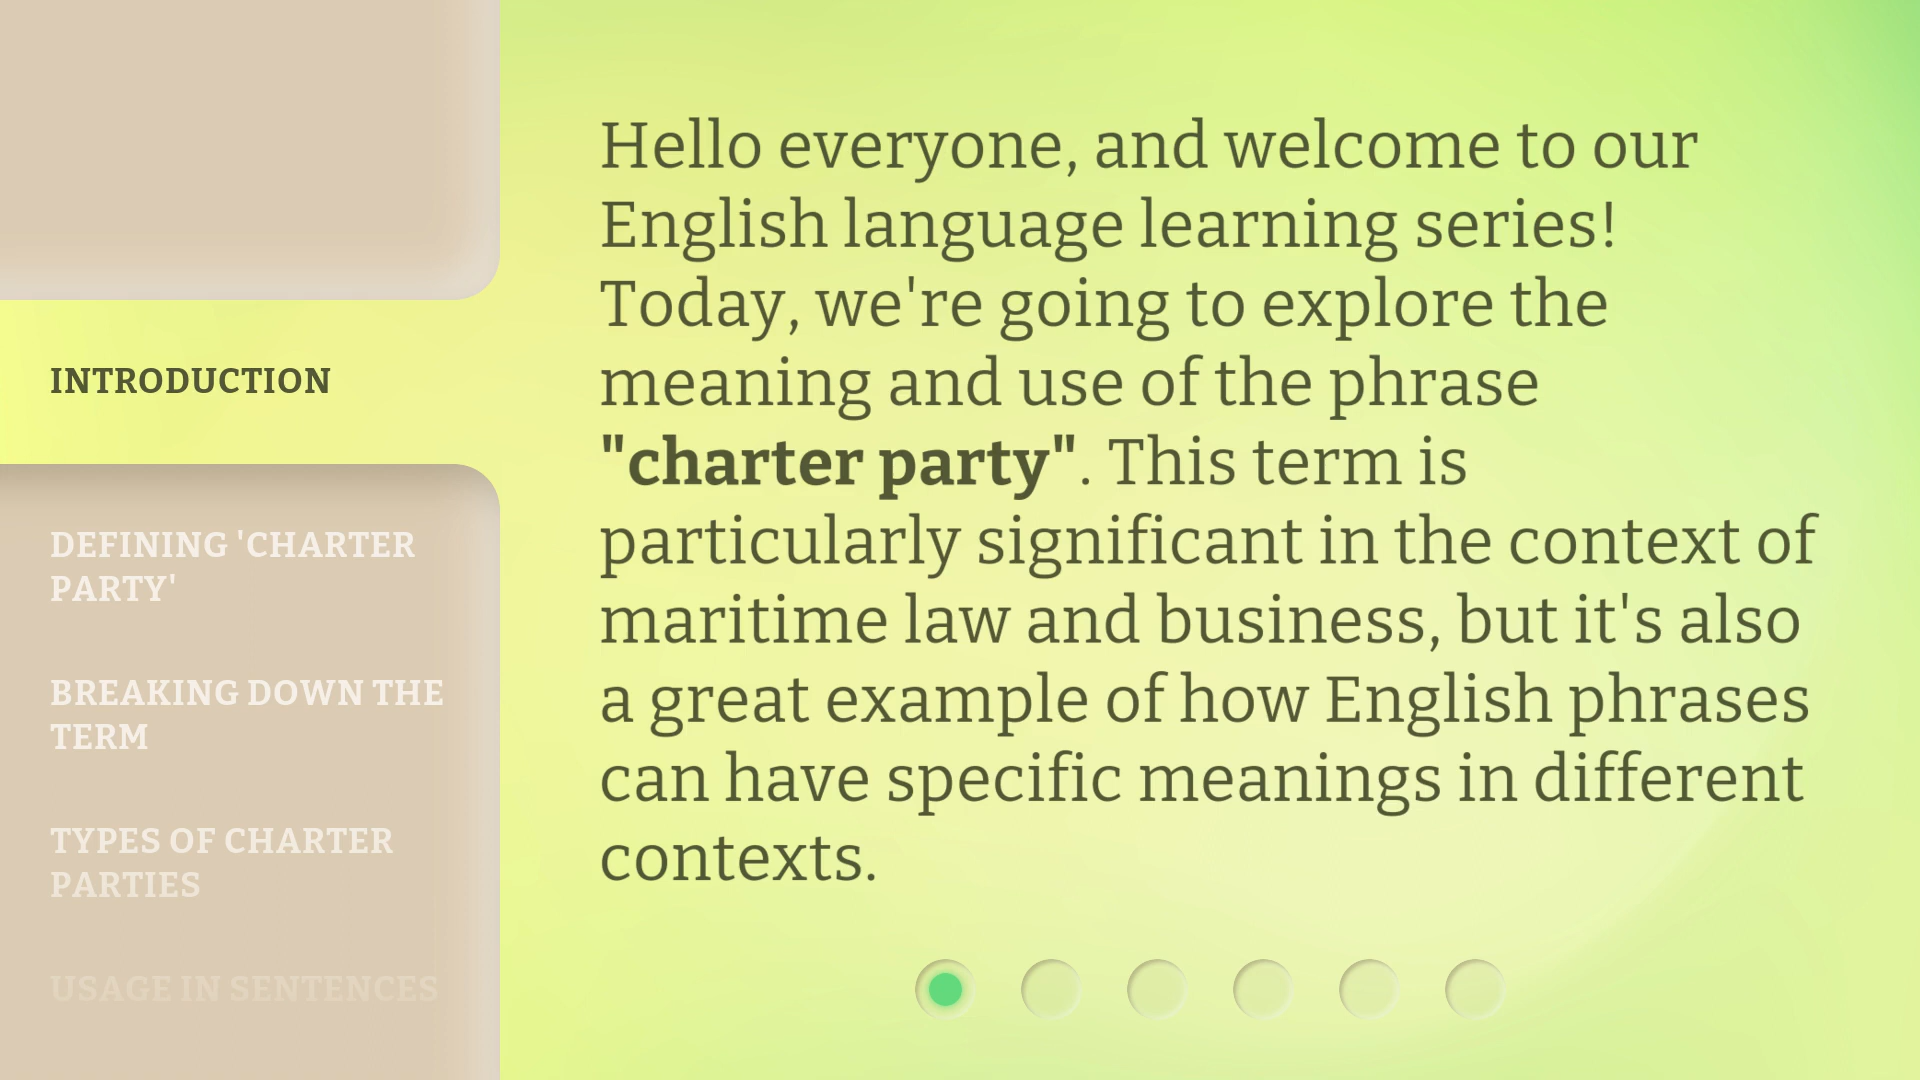 INTRODUCTION
DEFINING 'CHARTER
PARTY'
BREAKING DOWN THE
TERM
TYPES OF CHARTER
PARTIES
USAGE IN SENTENCES
Hello everyone, and welcome to our
English language learning series!
Today, we're going to explore the
meaning and use of the phrase
"charter party". This term is
particularly significant in the context of
maritime law and business, but it's also
a great example of how English phrases
can have specific meanings in different
contexts.